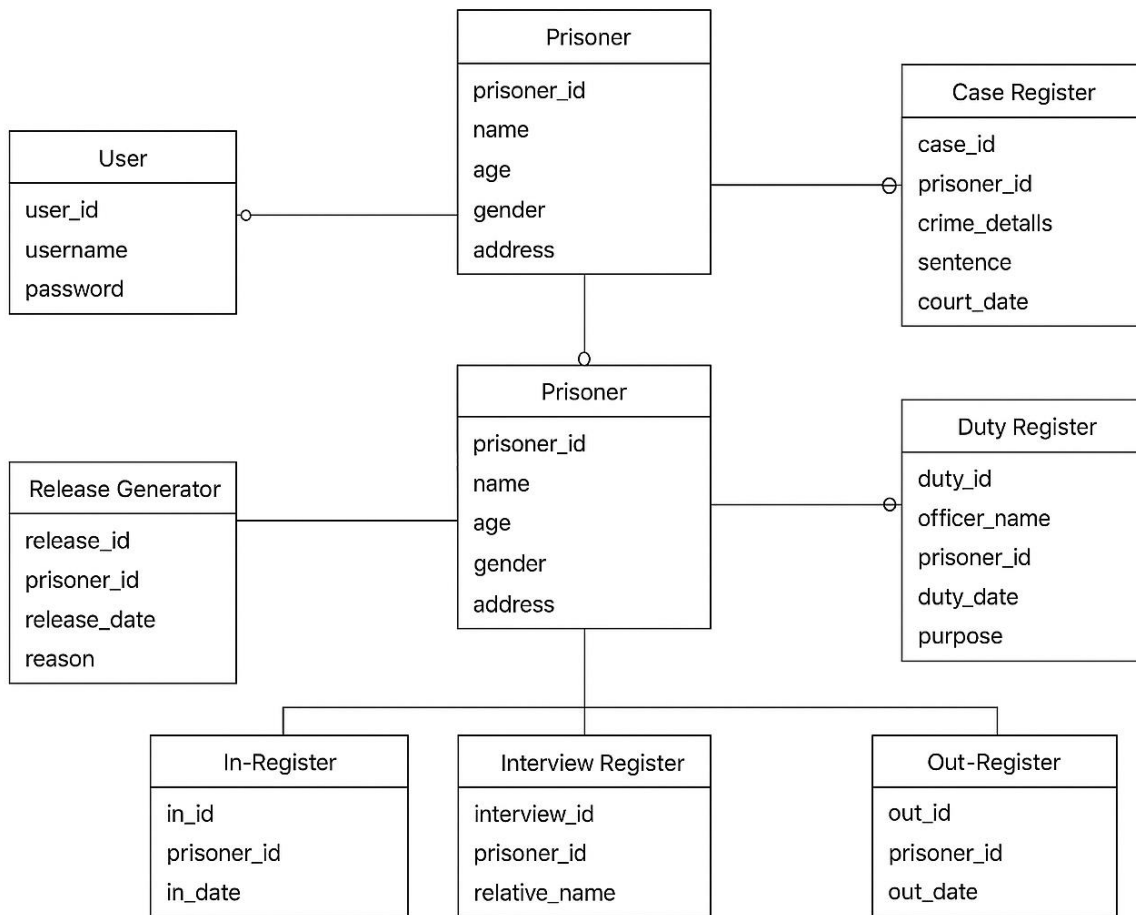 Prisoner
prisoner_id
name
age
gender
address
User
user_id
username
password
Case Register
case_id
prisoner_id
crime_detalls
sentence
court_date
Prisoner
prisoner_id
name
age
gender
address
Release Generator
release_id
prisoner_id
release_date
reason
Duty Register
duty_id
officer_name
prisoner_id
duty_date
purpose
In-Register
in_id
prisoner_id
in_date
Interview Register
interview_id
prisoner_id
relative_name
Out-Register
out_id
prisoner_id
out_date